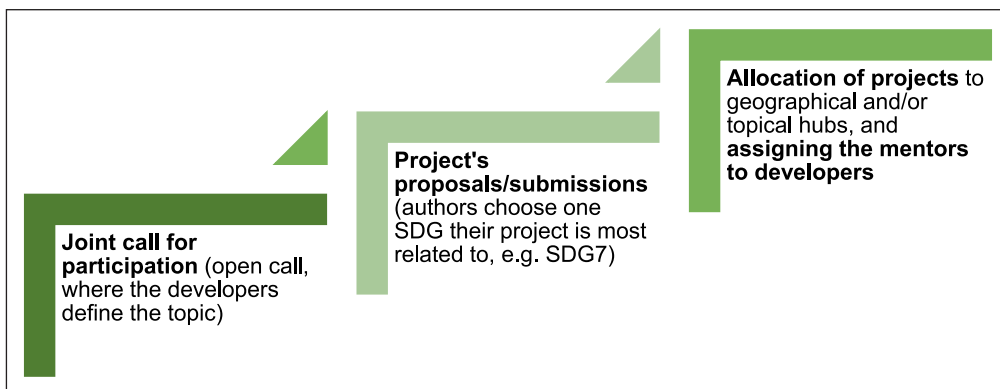 Joint call for
participation (open call,
where the developers
define the topic)
Project's
proposals/submissions
(authors choose one
SDG their project is most
related to, e.g. SDG7)
Allocation of projects to
geographical and/or
topical hubs, and
assigning the mentors
to developers